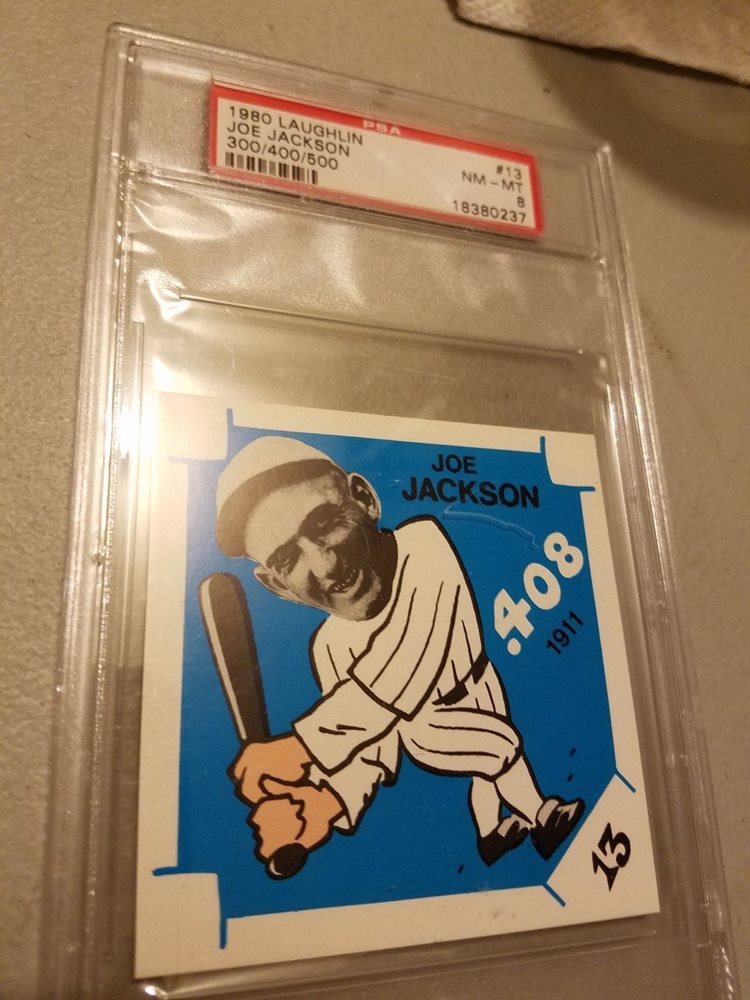 PSA
1980 LAUGHLIN
JOE JACKSON
300/400/500
#13
NM - MT
8
18380237
JOE
JACKSON
.408
1911
13